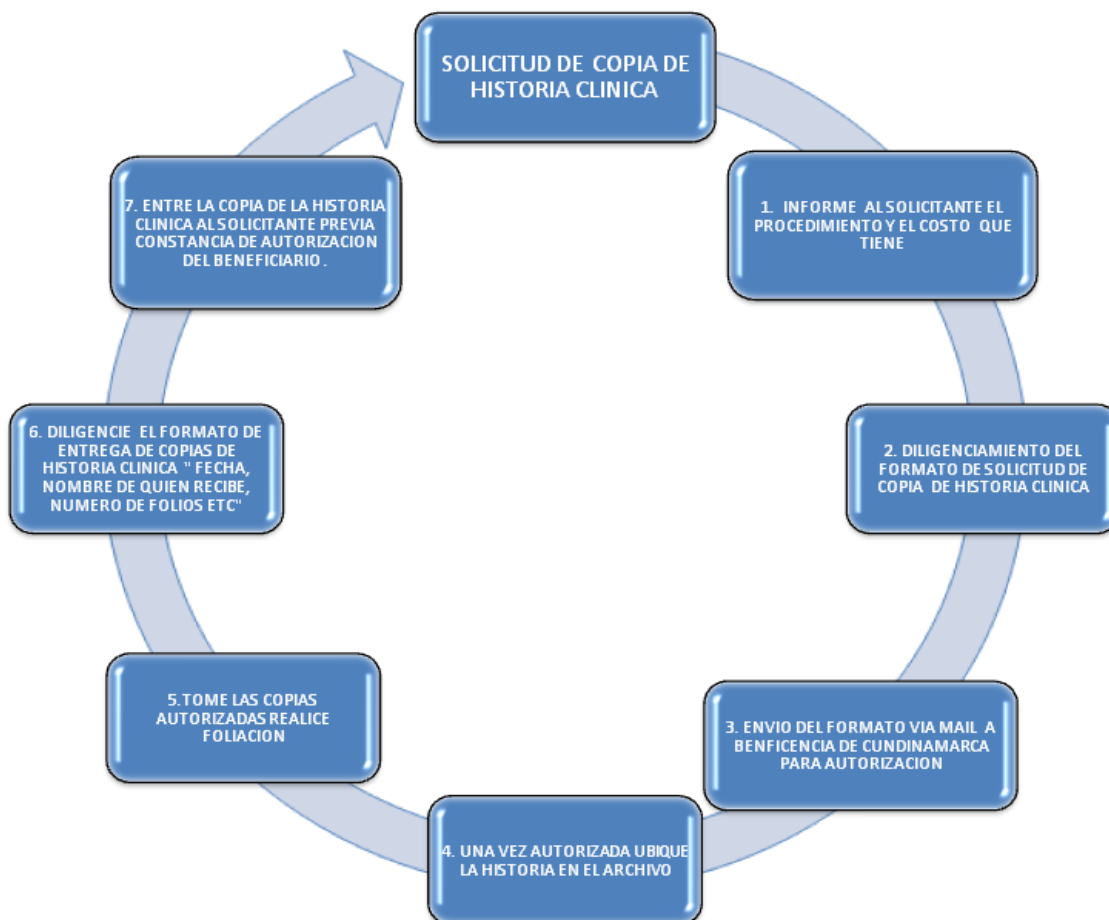 SOLICITUD DE COPIA DE
HISTORIA CLINICA
1. INFORME AL SOLICITANTE EL
PROCEDIMIENTO Y EL COSTO QUE
TIENE
2. DILIGENCIAMIENTO DEL
FORMATO DE SOLICITUD DE
COPIA DE HISTORIA CLINICA
3. ENVIO DEL FORMATO VIA MAIL A
BENFICENCIA DE CUNDINAMARCA
PARA AUTORIZACION
4. UNA VEZ AUTORIZADA UBIQUE
LA HISTORIA EN EL ARCHIVO
5.TOME LAS COPIAS
AUTORIZADAS REALICE
FOLIACION
6. DILIGENCIE EL FORMATO DE
ENTREGA DE COPIAS DE
HISTORIA CLINICA " FECHA,
NOMBRE DE QUIEN RECIBE,
NUMERO DE FOLIOS ETC"
7. ENTRE LA COPIA DE LA HISTORIA
CLINICA AL SOLICITANTE PREVIA
CONSTANCIA DE AUTORIZACION
DEL BENEFICIARIO .